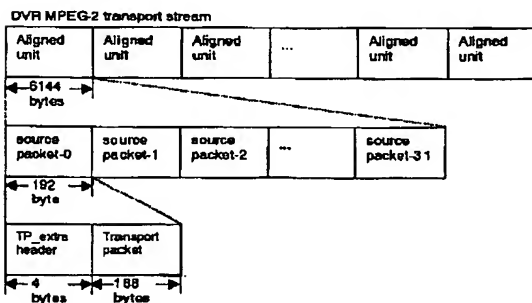 DVR MPEG-2 transport stream
Aligned unit
Aligned unit
Aligned unit
...
Aligned unit
Aligned unit
6144 bytes
source packet-0
source packet-1
source packet-2
...
source packet-31
192 byte
TP_extra header
Transport packet
4 bytes
188 bytes